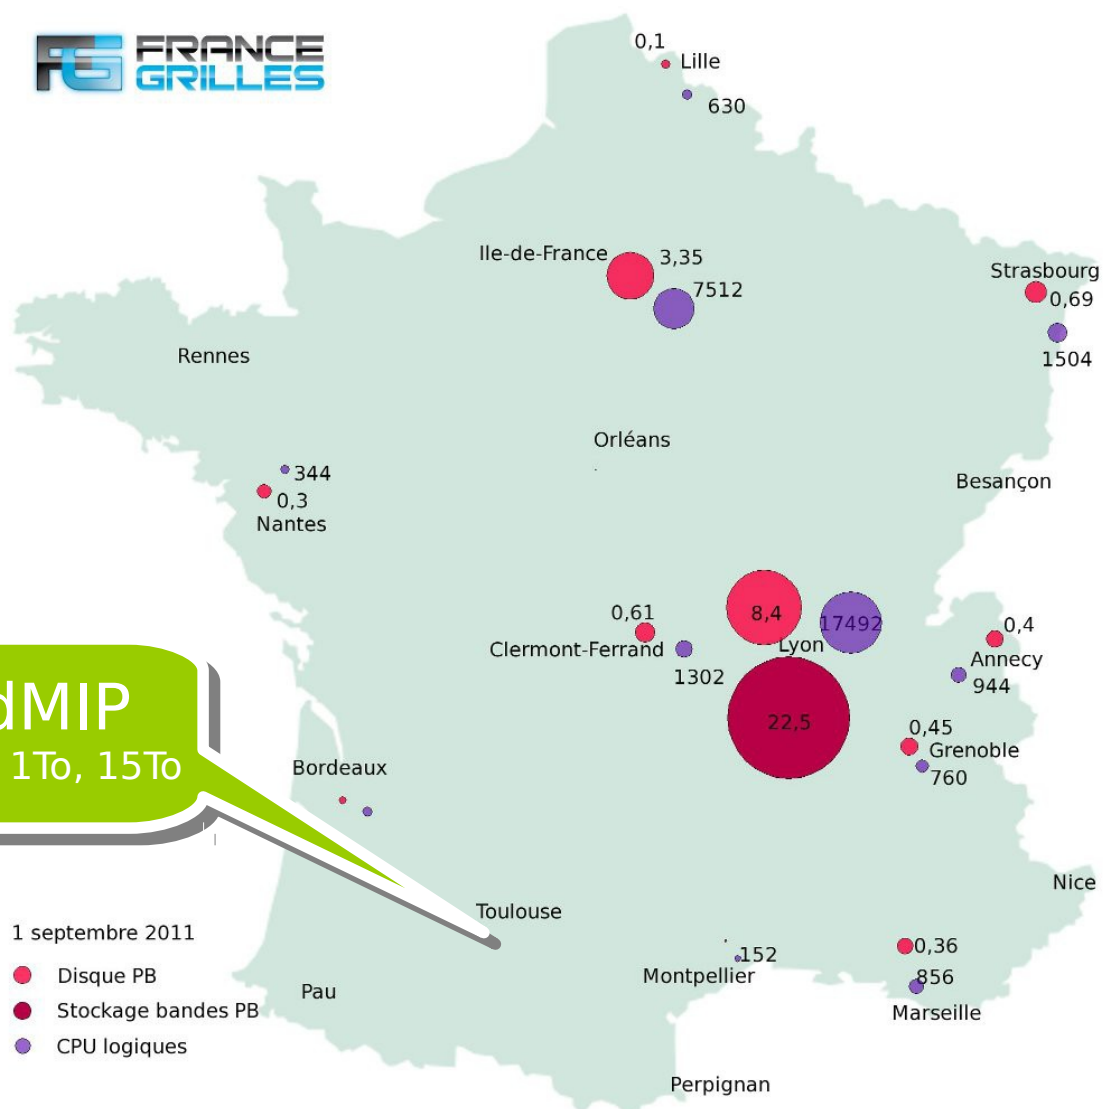 FRANCE
GRILLES
0,1
Lille
630
Ile-de-France
3,35
7512
Strasbourg
0,69
1504
Rennes
Orléans
344
0,3
Nantes
Besançon
0,61
Clermont-Ferrand
1302
8,4
17492
Lyon
22,5
0,4
Annecy
944
0,45
Grenoble
760
dMIP
1To, 15To
Bordeaux
Nice
Toulouse
152
Montpellier
0,36
856
Marseille
Pau
Perpignan
1 septembre 2011
Disque PB
Stockage bandes PB
CPU logiques